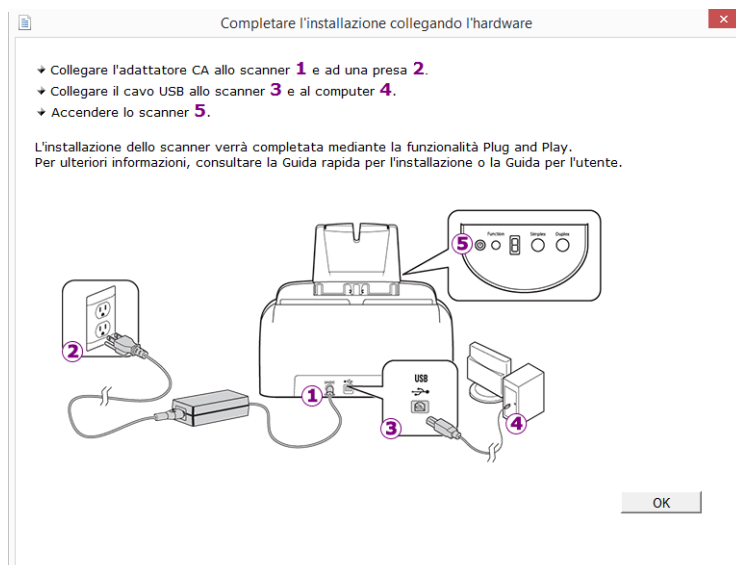 Completare l'installazione collegando l'hardware
Collegare l'adattatore CA allo scanner 1 e ad una presa 2.
Collegare il cavo USB allo scanner 3 e al computer 4.
Accendere lo scanner 5.
L'installazione dello scanner verrà completata mediante la funzionalità Plug and Play.
Per ulteriori informazioni, consultare la Guida rapida per l'installazione o la Guida per l'utente.
Function Simplex Duplex
5
2
USB
1
3
4
OK